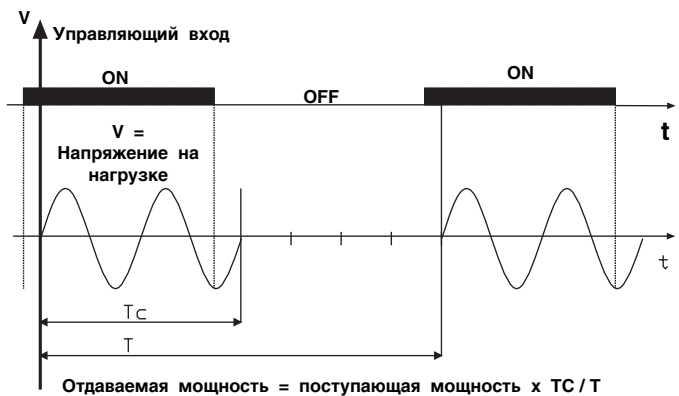 V
Управляющий вход
ON
OFF
ON
t
V =
Напряжение на
нагрузке
t
Tc
T
Отдаваемая мощность = поступающая мощность x TC / T